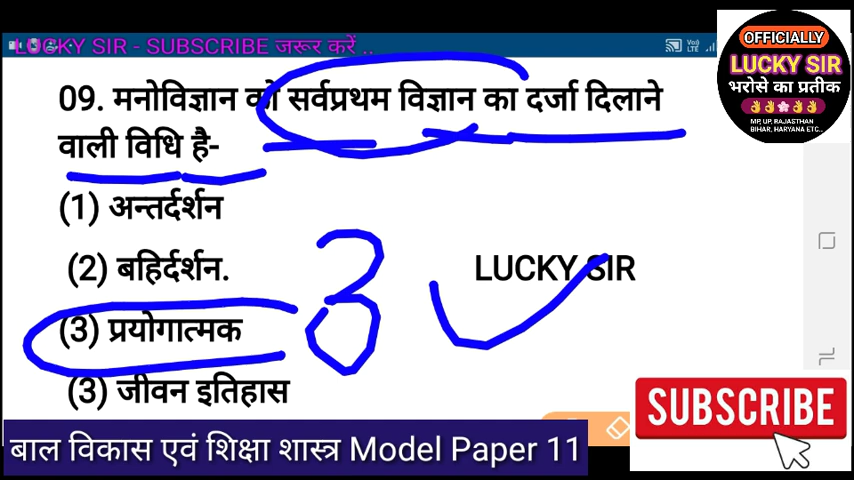 LUCKY SIR - SUBSCRIBE जरूर करें ..
OFFICIALLY
LUCKY SIR
भरोसे का प्रतीक
MP, UP, RAJASTHAN
BIHAR, HARYANA ETC..
09. मनोविज्ञान को सर्वप्रथम विज्ञान का दर्जा दिलाने
वाली विधि है-
(1) अन्तर्दर्शन
(2) बहिर्दर्शन.
LUCKY SIR
(3) प्रयोगात्मक
3
(3) जीवन इतिहास
SUBSCRIBE
बाल विकास एवं शिक्षा शास्त्र Model Paper 11